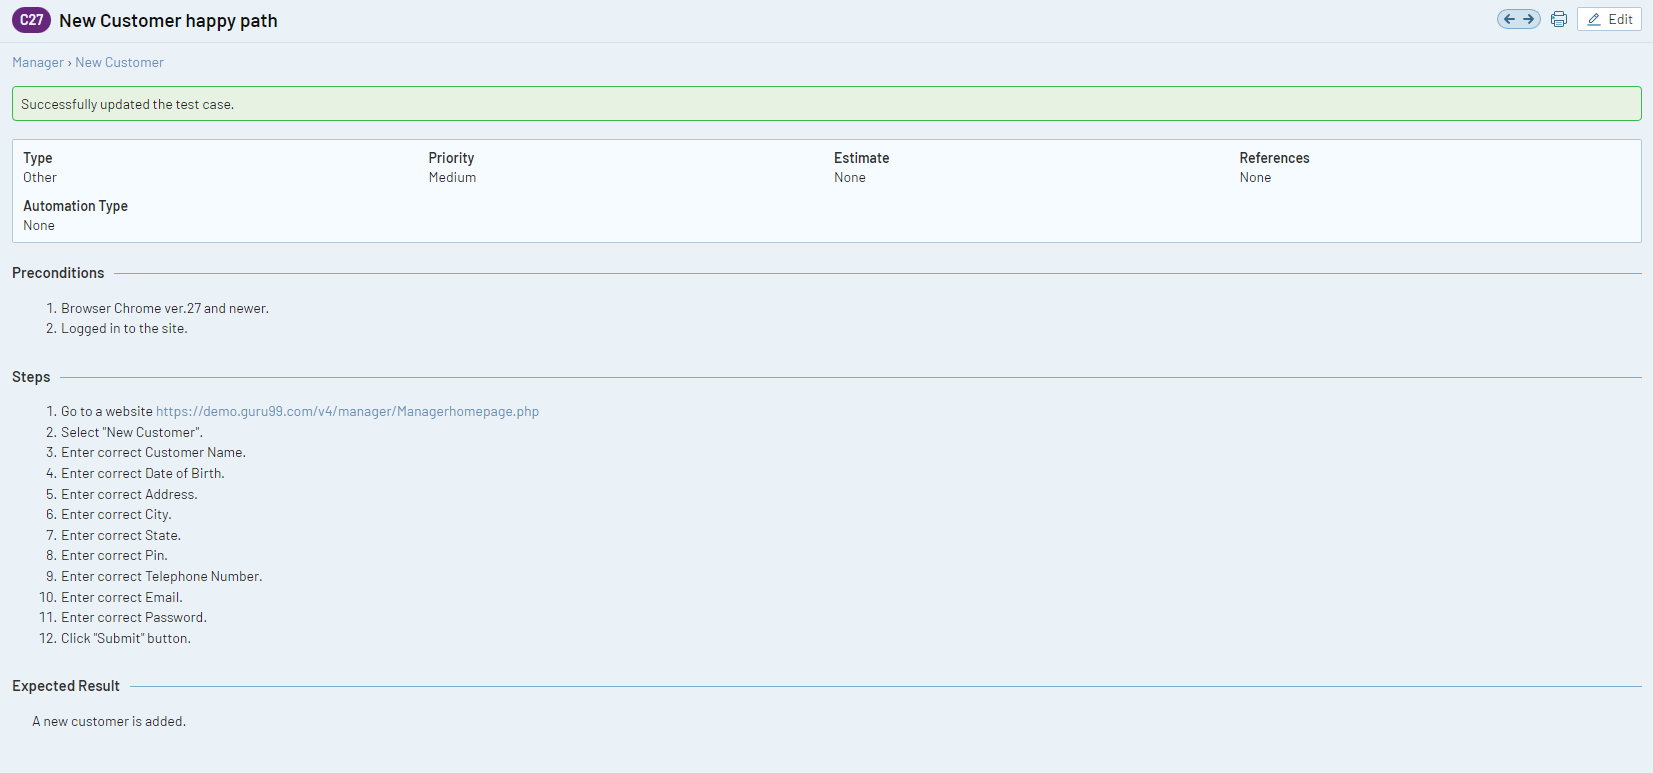 C27 New Customer happy path
Edit
Manager › New Customer
Successfully updated the test case.
Type Priority Estimate References
Other Medium None None
Automation Type
None
Preconditions
1. Browser Chrome ver.27 and newer.
2. Logged in to the site.
Steps
1. Go to a website https://demo.guru99.com/v4/manager/Managerhomepage.php
2. Select "New Customer".
3. Enter correct Customer Name.
4. Enter correct Date of Birth.
5. Enter correct Address.
6. Enter correct City.
7. Enter correct State.
8. Enter correct Pin.
9. Enter correct Telephone Number.
10. Enter correct Email.
11. Enter correct Password.
12. Click "Submit" button.
Expected Result
A new customer is added.